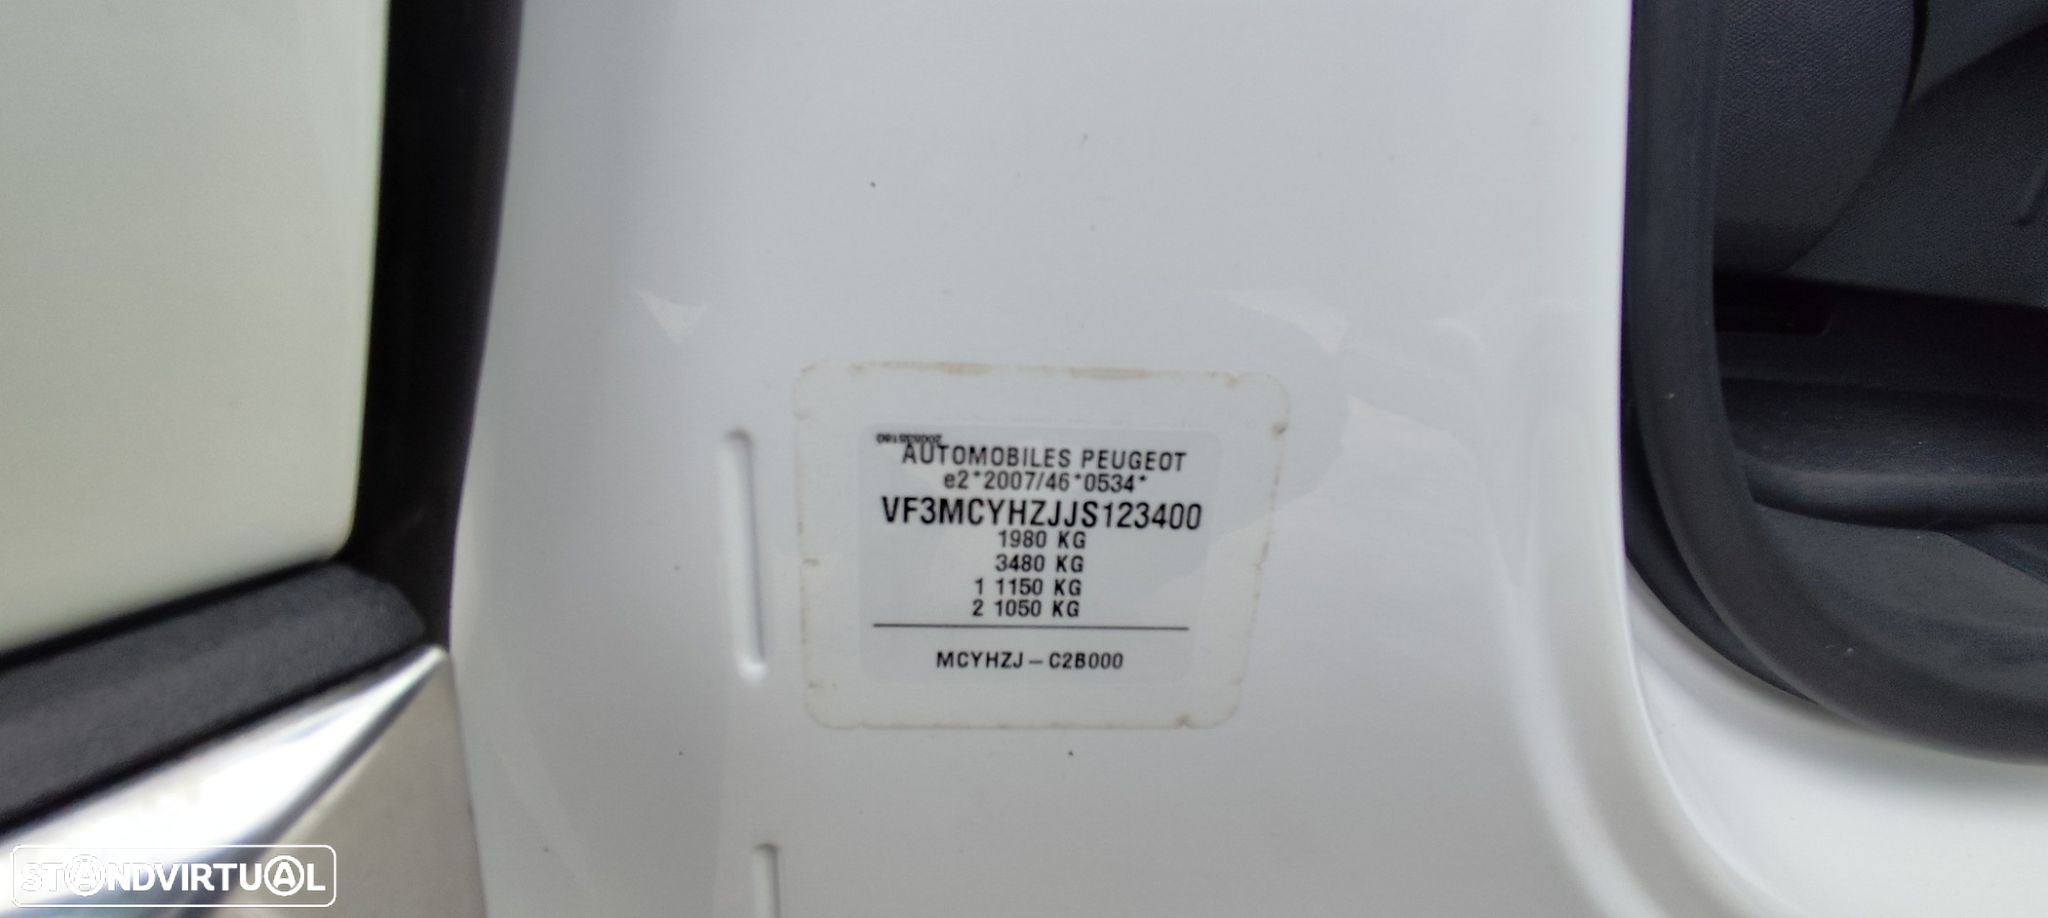 20083S180
AUTOMOBILES PEUGEOT
e2*2007/46*0534*
VF3MCYHZJJS123400
1980 KG
3480 KG
1 1150 KG
2 1050 KG
MCYHZJ – C2B000
STANDVIRTUAL